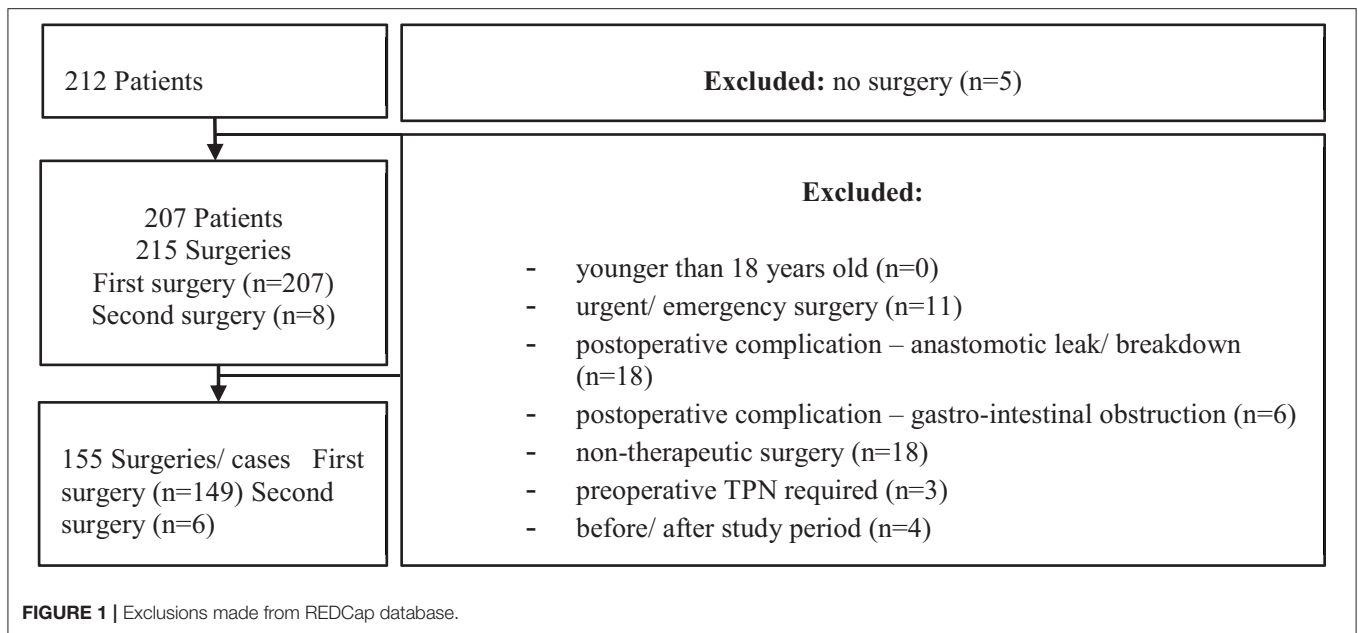 212 Patients
Excluded: no surgery (n=5)
207 Patients
215 Surgeries
First surgery (n=207)
Second surgery (n=8)
Excluded:
- younger than 18 years old (n=0)
- urgent/ emergency surgery (n=11)
- postoperative complication – anastomotic leak/ breakdown
(n=18)
- postoperative complication – gastro-intestinal obstruction (n=6)
- non-therapeutic surgery (n=18)
- preoperative TPN required (n=3)
- before/ after study period (n=4)
155 Surgeries/ cases First
surgery (n=149) Second
surgery (n=6)
FIGURE 1 | Exclusions made from REDCap database.